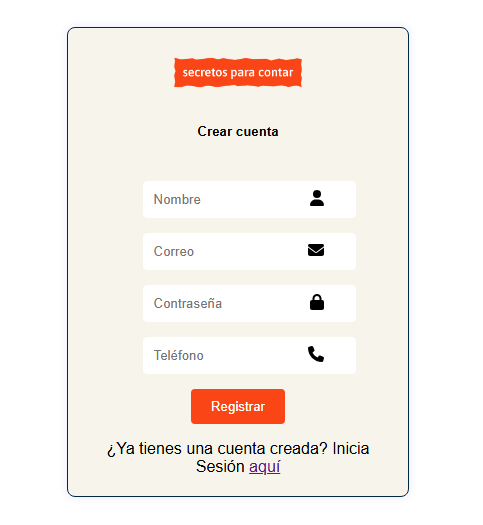 secretos para contar
Crear cuenta
Nombre
Correo
Contraseña
Teléfono
Registrar
¿Ya tienes una cuenta creada? Inicia
Sesión aquí